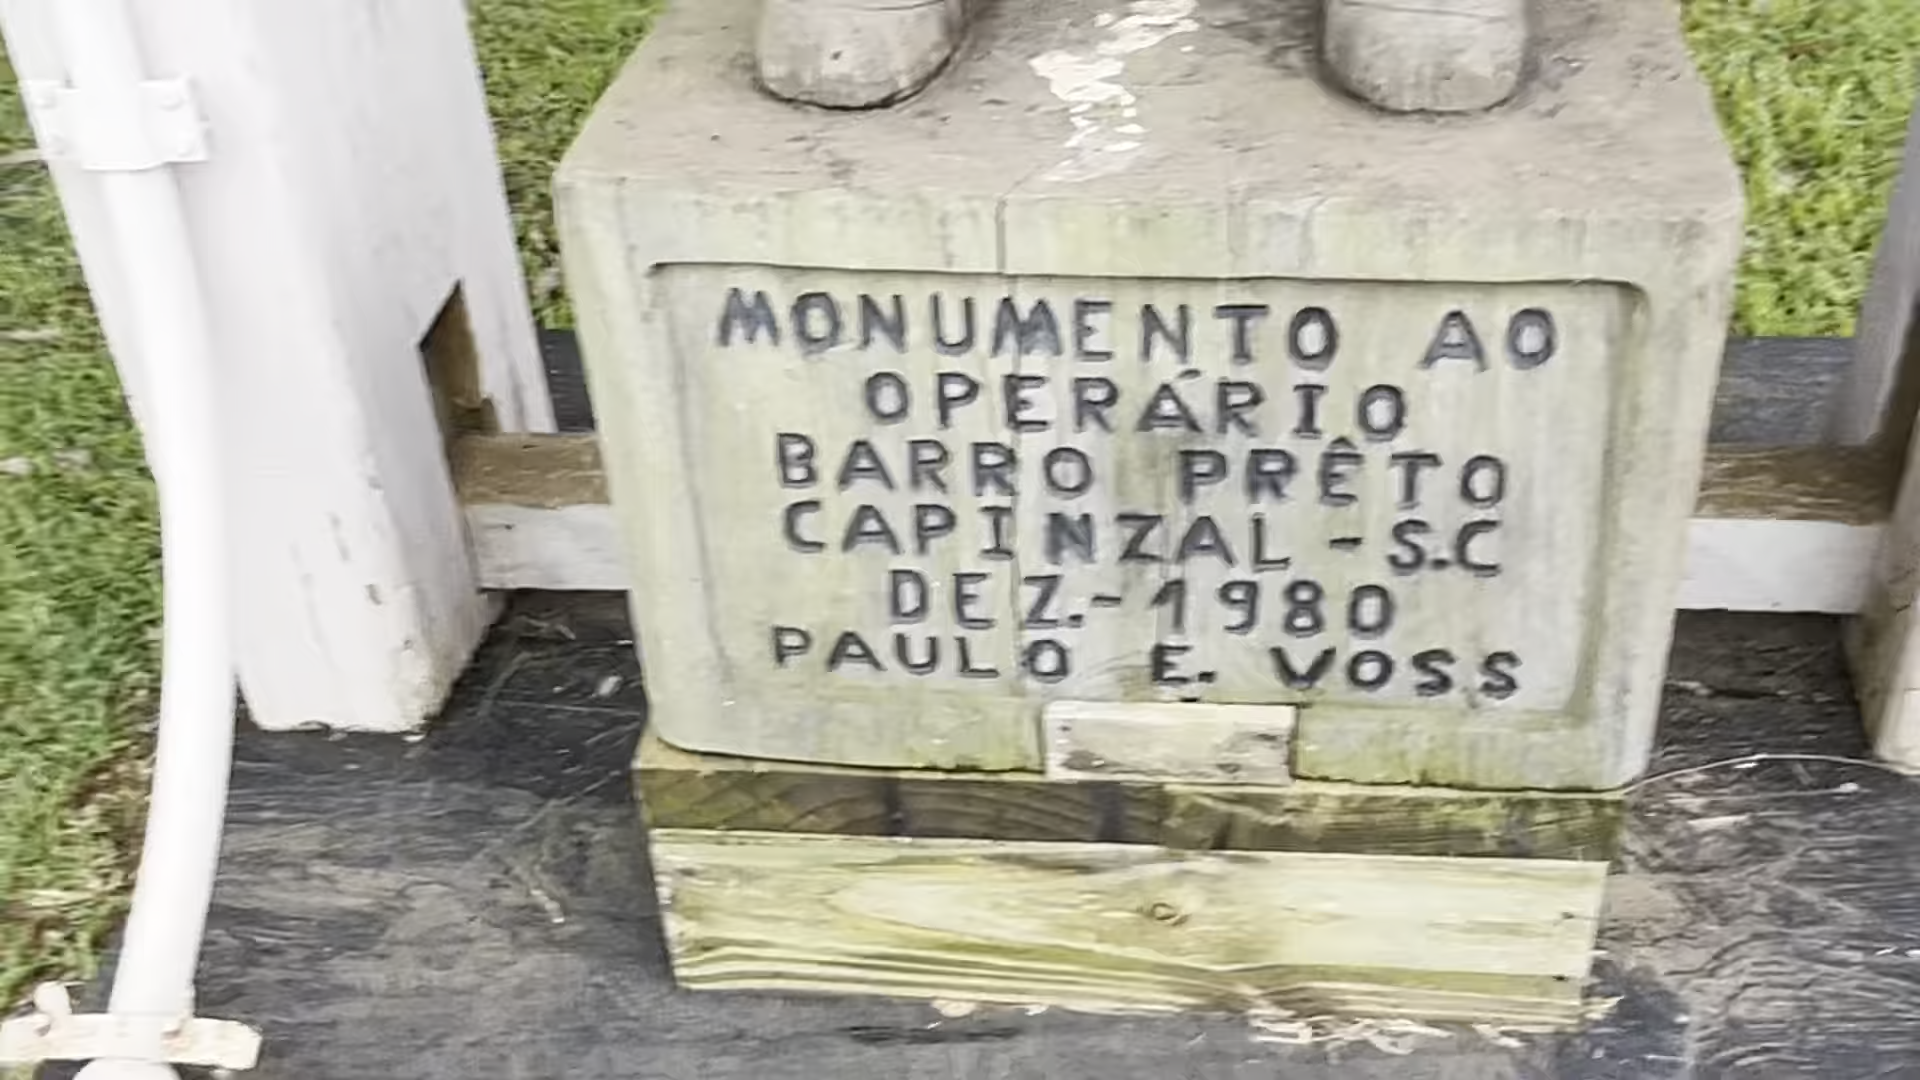 MONUMENTO AO
OPERÁRIO
BARRO PRÊTO
CAPINZAL - S.C
DEZ.-1980
PAULO E. VOSS